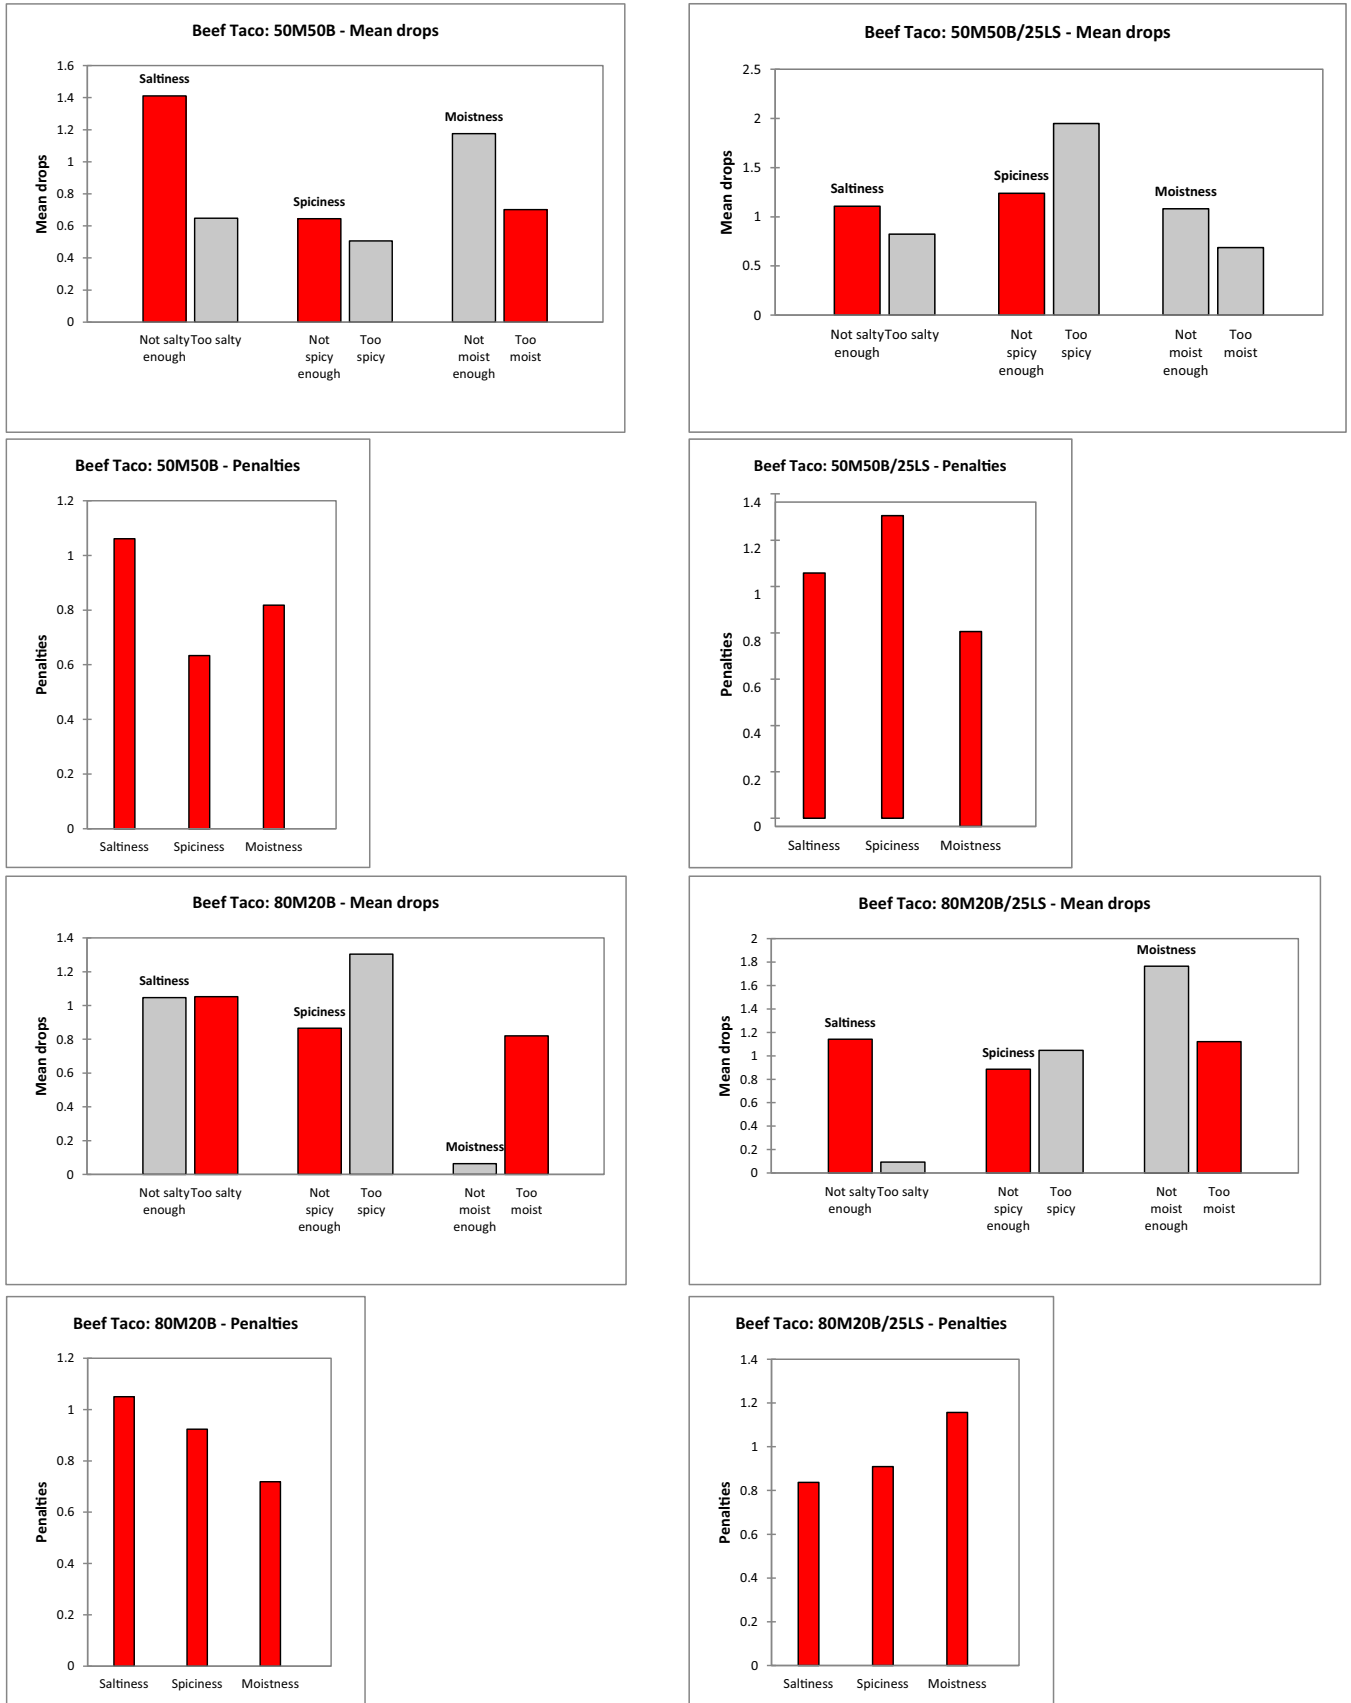 Beef Taco: 50M50B - Mean drops
1.6
1.4
1.2
1
0.8
0.6
0.4
0.2
0
Mean drops
Saltiness
Spiciness
Moistness
Not salty Too salty Not Too Not Too
enough spicy spicy moist moist
enough enough
Beef Taco: 50M50B/25LS - Mean drops
2.5
2
1.5
1
0.5
0
Mean drops
Saltiness
Spiciness
Moistness
Not salty Too salty Not Too Not Too
enough spicy spicy moist moist
enough enough
Beef Taco: 50M50B - Penalties
1.2
1
0.8
0.6
0.4
0.2
0
Penalties
Saltiness Spiciness Moistness
Beef Taco: 50M50B/25LS - Penalties
1.4
1.2
1
0.8
0.6
0.4
0.2
0
Penalties
Saltiness Spiciness Moistness
Beef Taco: 80M20B - Mean drops
1.4
1.2
1
0.8
0.6
0.4
0.2
0
Mean drops
Saltiness
Spiciness
Moistness
Not salty Too salty Not Too Not Too
enough spicy spicy moist moist
enough enough
Beef Taco: 80M20B/25LS - Mean drops
2
1.8
1.6
1.4
1.2
1
0.8
0.6
0.4
0.2
0
Mean drops
Saltiness
Spiciness
Moistness
Not salty Too salty Not Too Not Too
enough spicy spicy moist moist
enough enough
Beef Taco: 80M20B - Penalties
1.2
1
0.8
0.6
0.4
0.2
0
Penalties
Saltiness Spiciness Moistness
Beef Taco: 80M20B/25LS - Penalties
1.4
1.2
1
0.8
0.6
0.4
0.2
0
Penalties
Saltiness Spiciness Moistness